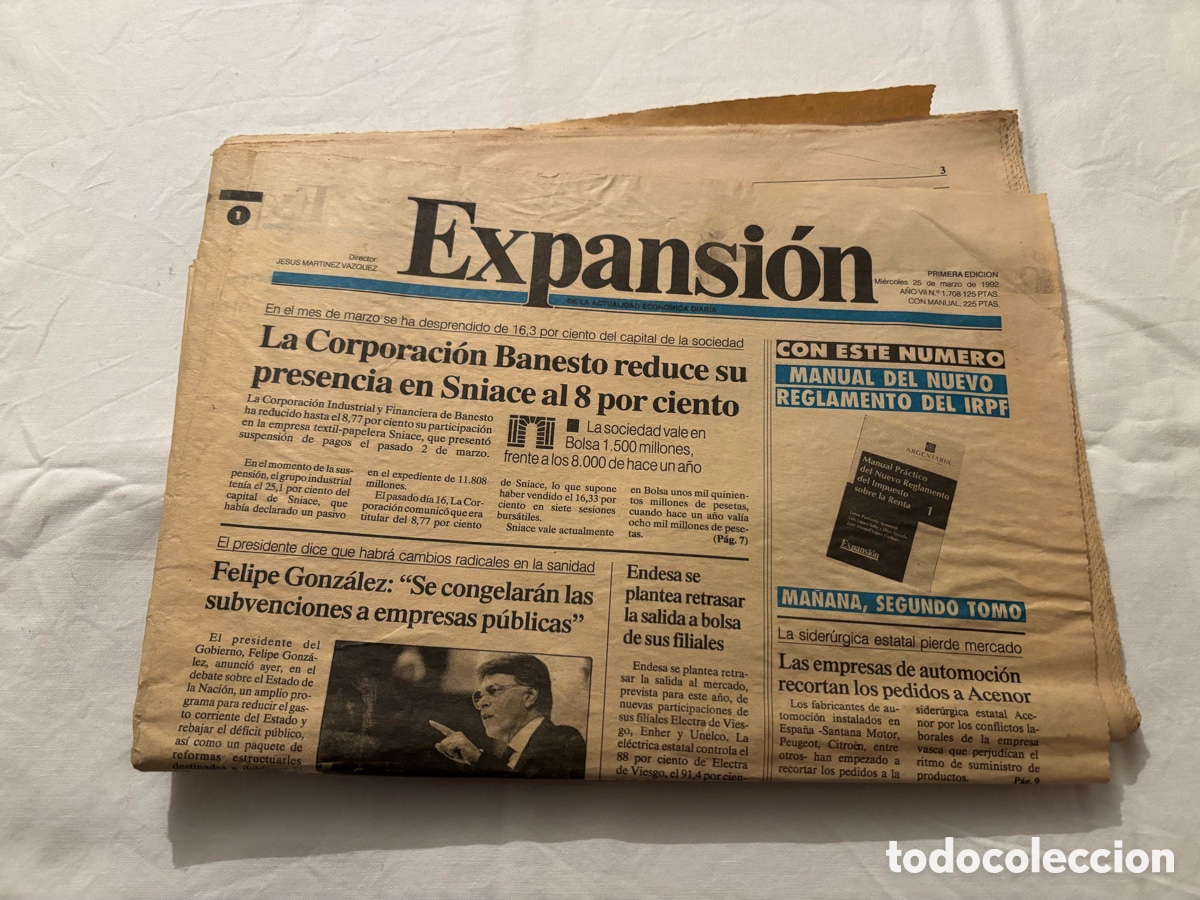 3
1
Director:
JESUS MARTINEZ VAZQUEZ
Expansión
DE LA ACTUALIDAD ECONOMICA DIARIA
PRIMERA EDICION
Miércoles 25 de marzo de 1992
AÑO VII N.º 1.708 125 PTAS.
CON MANUAL, 225 PTAS.
En el mes de marzo se ha desprendido de 16,3 por ciento del capital de la sociedad
La Corporación Banesto reduce su
presencia en Sniace al 8 por ciento
La Corporación Industrial y Financiera de Banesto
ha reducido hasta el 8,77 por ciento su participación
en la empresa textil-papelera Sniace, que presentó
suspensión de pagos el pasado 2 de marzo.
La sociedad vale en
Bolsa 1.500 millones,
frente a los 8.000 de hace un año
En el momento de la sus-
pensión, el grupo industrial
tenía el 25,1 por ciento del
capital de Sniace, que
había declarado un pasivo
en el expediente de 11.808
millones.
El pasado día 16, La Cor-
poración comunicó que era
titular del 8,77 por ciento
de Sniace, lo que supone
haber vendido el 16,33 por
ciento en siete sesiones
bursátiles.
Sniace vale actualmente
en Bolsa unos mil quinien-
tos millones de pesetas,
cuando hace un año valía
ocho mil millones de pese-
tas.
(Pág. 7)
CON ESTE NUMERO
MANUAL DEL NUEVO
REGLAMENTO DEL IRPF
ARGENTARIA
Manual Práctico
del Nuevo Reglamento
del Impuesto
sobre la Renta
1
Expansión
MAÑANA, SEGUNDO TOMO
El presidente dice que habrá cambios radicales en la sanidad
Felipe González: “Se congelarán las
subvenciones a empresas públicas”
El presidente del
Gobierno, Felipe Gonzá-
lez, anunció ayer, en el
debate sobre el Estado de
la Nación, un amplio pro-
grama para reducir el gas-
to corriente del Estado y
rebajar el déficit público,
así como un paquete de
reformas estructurales
Endesa se
plantea retrasar
la salida a bolsa
de sus filiales
Endesa se plantea retra-
sar la salida al mercado,
prevista para este año, de
nuevas participaciones de
sus filiales Electra de Vies-
go, Enher y Unelco. La
eléctrica estatal controla el
88 por ciento de Electra
de Viesgo, el 91,4 por cien-
La siderúrgica estatal pierde mercado
Las empresas de automoción
recortan los pedidos a Acenor
Los fabricantes de au-
tomoción instalados en
España -Santana Motor,
Peugeot, Citroën, entre
otros- han empezado a
recortar los pedidos a la
siderúrgica estatal Ace-
nor por los conflictos la-
borales de la empresa
vasca que perjudican el
ritmo de suministro de
productos.
Pág. 9
todocoleccion